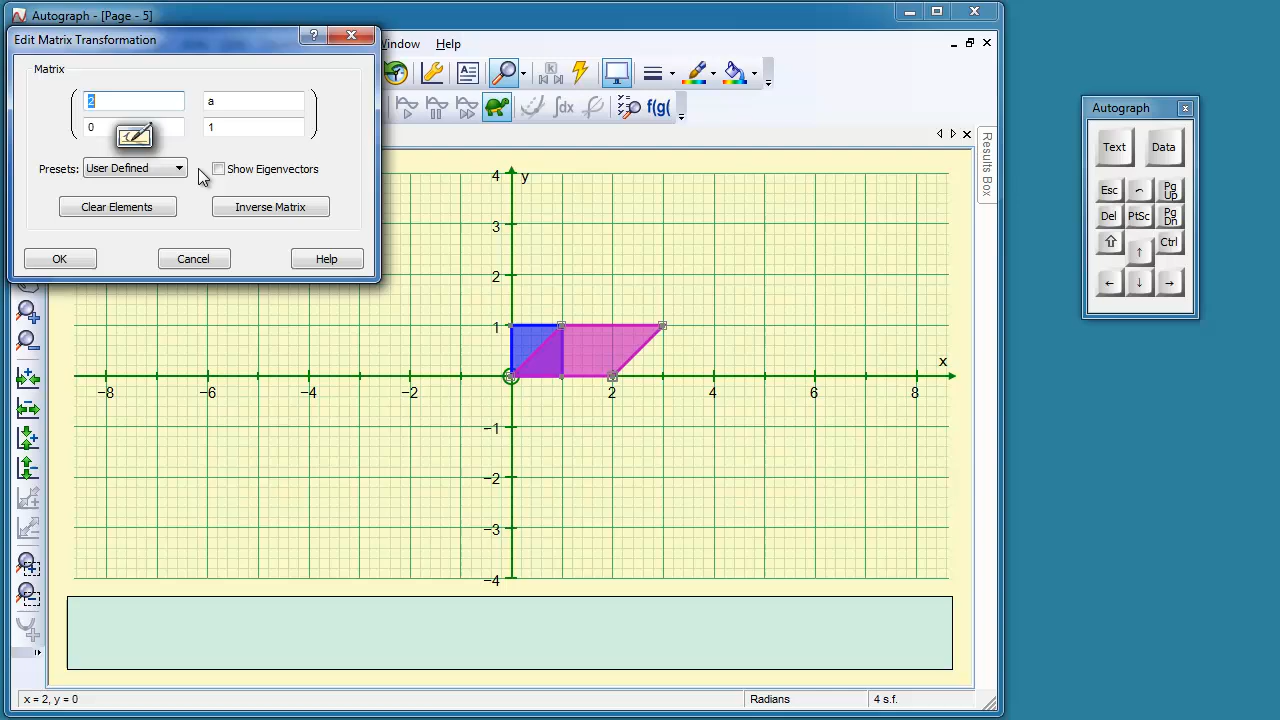 Autograph - [Page - 5]
Edit Matrix Transformation
?
Window
Help
Matrix
2
a
0
1
Presets:
User Defined
Show Eigenvectors
Clear Elements
Inverse Matrix
OK
Cancel
Help
K
∫dx
f(g(
Results Box
Autograph
Text
Data
Esc
Pg Up
Del
PtSc
Pg Dn
Ctrl
y
x
4
3
2
1
−1
−2
−3
−4
−8
−6
−4
−2
2
4
6
8
x = 2, y = 0
Radians
4 s.f.